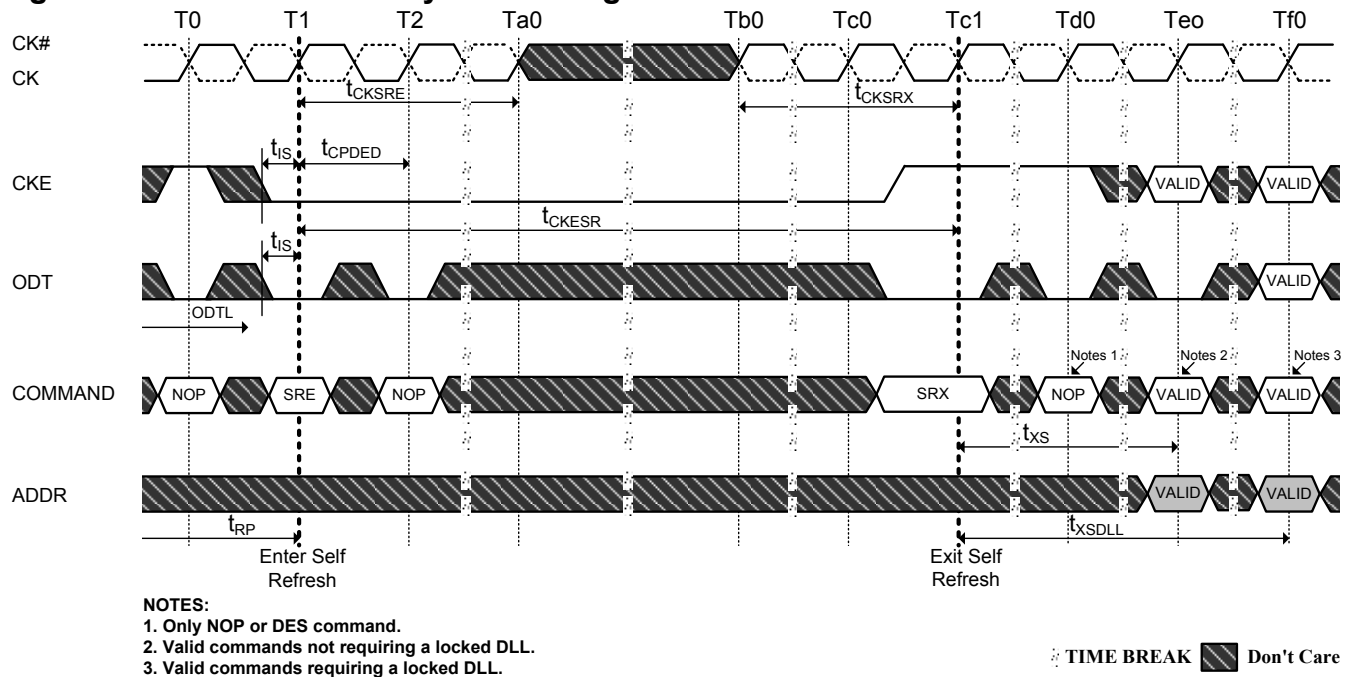 T0 T1 T2 Ta0 Tb0 Tc0 Tc1 Td0 Teo Tf0
CK#
CK
tCKSRE tCKSRX
tIS tCPDED
CKE VALID VALID
tCKESR
tIS
ODT VALID
ODTL
Notes 1 Notes 2 Notes 3
COMMAND NOP SRE NOP SRX NOP VALID VALID
tXS
ADDR VALID VALID
tRP tXSDLL
Enter Self Exit Self
Refresh Refresh
NOTES:
1. Only NOP or DES command.
2. Valid commands not requiring a locked DLL.
3. Valid commands requiring a locked DLL.
TIME BREAK Don't Care